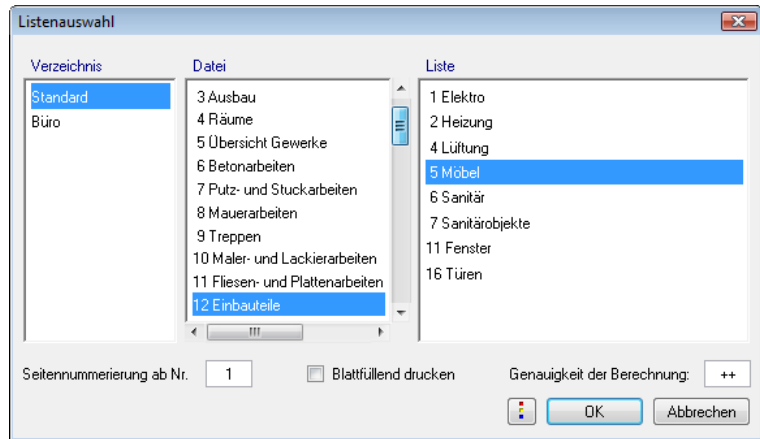 Listenauswahl
Verzeichnis
Standard
Büro
Datei
3 Ausbau
4 Räume
5 Übersicht Gewerke
6 Betonarbeiten
7 Putz- und Stuckarbeiten
8 Mauerarbeiten
9 Treppen
10 Maler- und Lackierarbeiten
11 Fliesen- und Plattenarbeiten
12 Einbauteile
Liste
1 Elektro
2 Heizung
4 Lüftung
5 Möbel
6 Sanitär
7 Sanitärobjekte
11 Fenster
16 Türen
Seitennummerierung ab Nr. 1
Blattfüllend drucken
Genauigkeit der Berechnung: ++
OK
Abbrechen